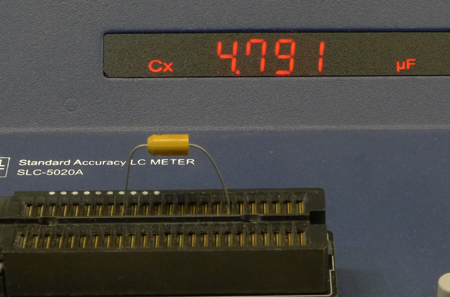 4.791
Cx µF
Standard Accuracy LC METER
SLC-5020A